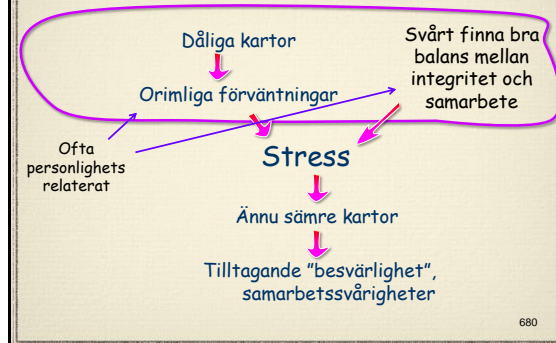 Dåliga kartor
Orimliga förväntningar
Svårt finna bra
balans mellan
integritet och
samarbete
Ofta
personlighets
relaterat
Stress
Ännu sämre kartor
Tilltagande "besvärlighet",
samarbetssvårigheter
680